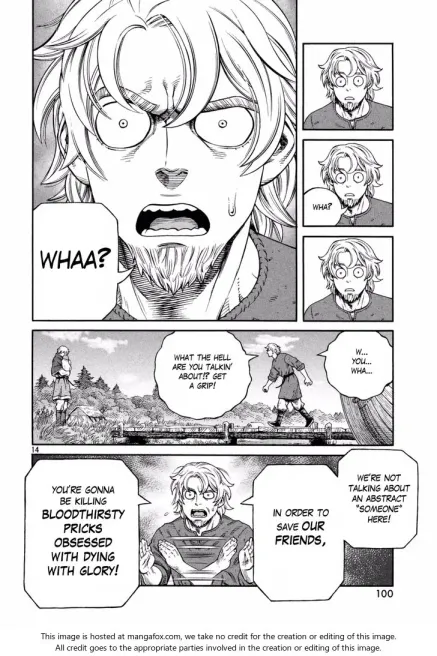 WHA?
WHAA?
W...
YOU...
WHA...
WHAT THE HELL
ARE YOU TALKIN'
ABOUT!? GET
A GRIP!
14
WE'RE NOT
TALKING ABOUT
AN ABSTRACT
"SOMEONE"
HERE!
IN ORDER TO
SAVE OUR
FRIENDS,
YOU'RE GONNA
BE KILLING
BLOODTHIRSTY
PRICKS
OBSESSED
WITH DYING
WITH GLORY!
100
This image is hosted at mangafox.com, we take no credit for the creation or editing of this image.
All credit goes to the appropriate parties involved in the creation or editing of this image.